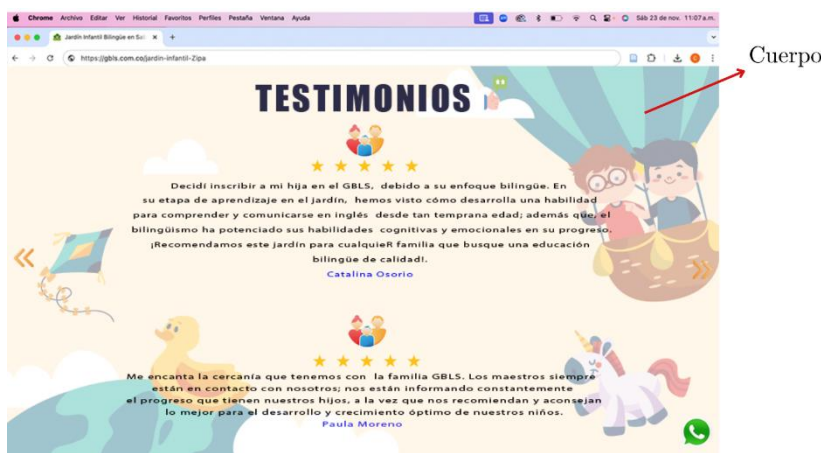 Chrome Archivo Editar Ver Historial Favoritos Perfiles Pestaña Ventana Ayuda
Sáb 23 de nov. 11:07 a.m.
Jardín Infantil Bilingüe en Sa
https://gbls.com.co/jardin-infantil-Zipa
Cuerpo
TESTIMONIOS
Decidí inscribir a mi hija en el GBLS, debido a su enfoque bilingüe. En
su etapa de aprendizaje en el jardín, hemos visto cómo desarrolla una habilidad
para comprender y comunicarse en inglés desde tan temprana edad; además que, el
bilingüismo ha potenciado sus habilidades cognitivas y emocionales en su progreso.
¡Recomendamos este jardín para cualquieR familia que busque una educación
bilingüe de calidad!.
Catalina Osorio
Me encanta la cercanía que tenemos con la familia GBLS. Los maestros siempre
están en contacto con nosotros; nos están informando constantemente
el progreso que tienen nuestros hijos, a la vez que nos recomiendan y aconsejan
lo mejor para el desarrollo y crecimiento óptimo de nuestros niños.
Paula Moreno